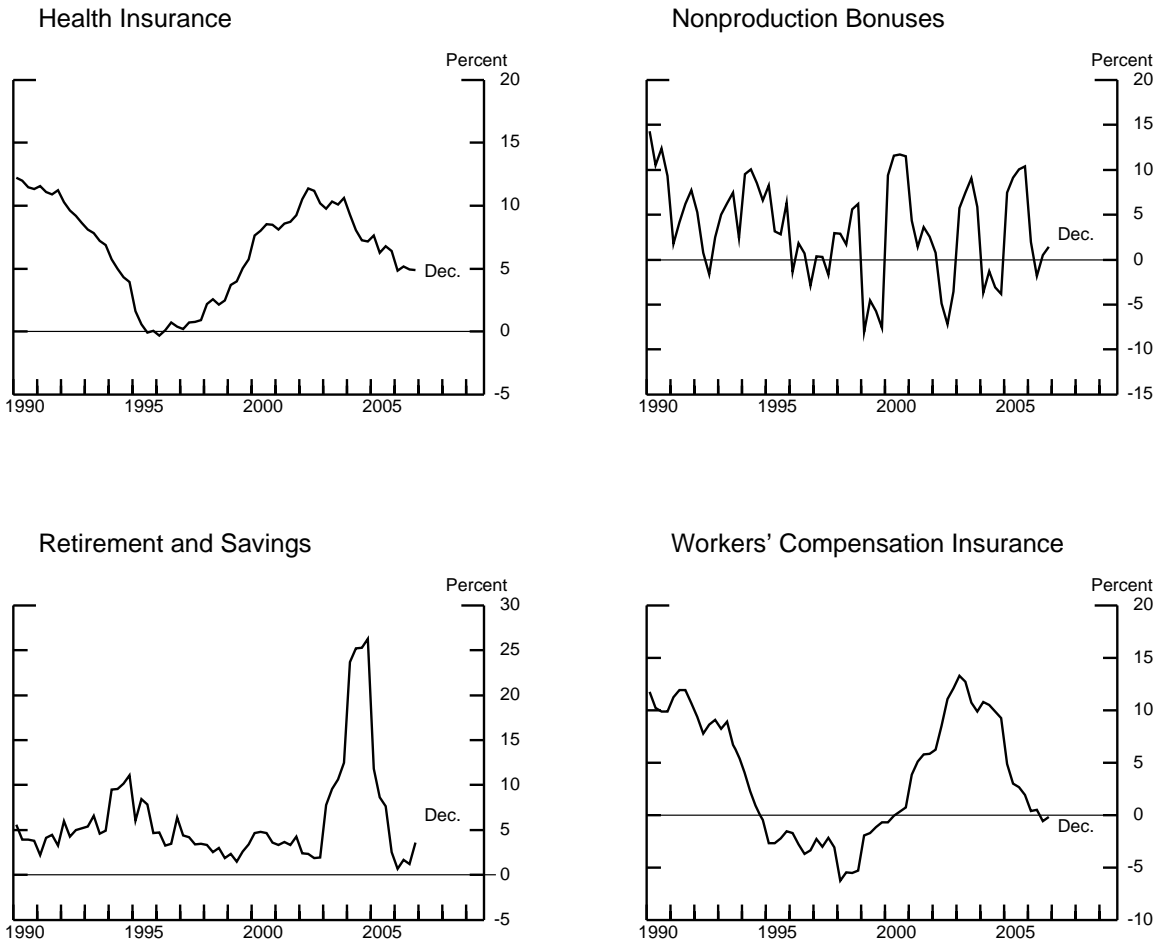 Health Insurance
Percent
20
15
10
5
0
-5
Dec.
1990 1995 2000 2005
Nonproduction Bonuses
Percent
20
15
10
5
0
-5
-10
-15
Dec.
1990 1995 2000 2005
Retirement and Savings
Percent
30
25
20
15
10
5
0
-5
Dec.
1990 1995 2000 2005
Workers’ Compensation Insurance
Percent
20
15
10
5
0
-5
-10
Dec.
1990 1995 2000 2005